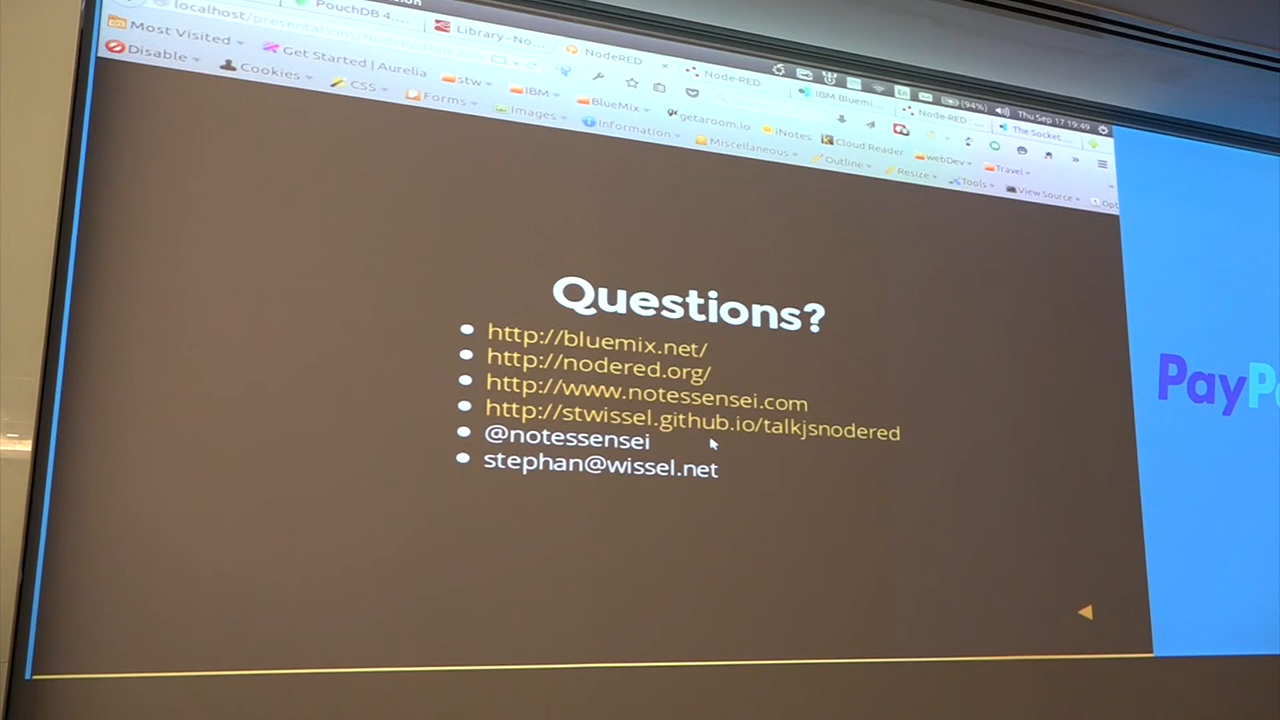 PouchDB 4....
Library - No...
NodeRED
Node-RED
IBM Bluemi...
Node-RED : ...
The Socket ...
(94%)
Thu Sep 17 19:49
localhost/presentations/
Most Visited
Get Started | Aurelia
stw
IBM
BlueMix
getaroom.io
iNotes
Cloud Reader
webDev
Travel
Disable
Cookies
CSS
Forms
Images
Information
Miscellaneous
Outline
Resize
Tools
View Source
Opt
Questions?
http://bluemix.net/
http://nodered.org/
http://www.notessensei.com
http://stwissel.github.io/talkjsnodered
@notessensei
stephan@wissel.net
PayP